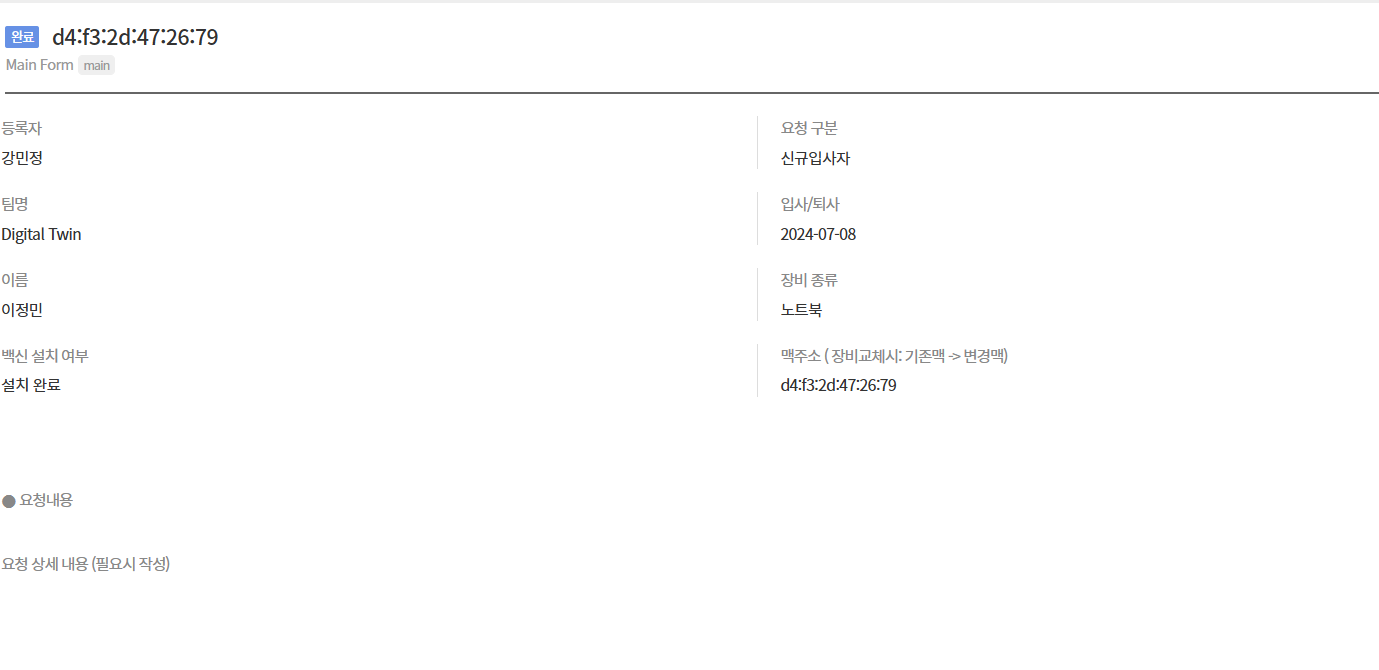 완료 d4:f3:2d:47:26:79
Main Form main
등록자
강민정
요청 구분
신규입사자
팀명
Digital Twin
입사/퇴사
2024-07-08
이름
이정민
장비 종류
노트북
백신 설치 여부
설치 완료
맥주소 ( 장비교체시: 기존맥 -> 변경맥)
d4:f3:2d:47:26:79
● 요청내용
요청 상세 내용 (필요시 작성)